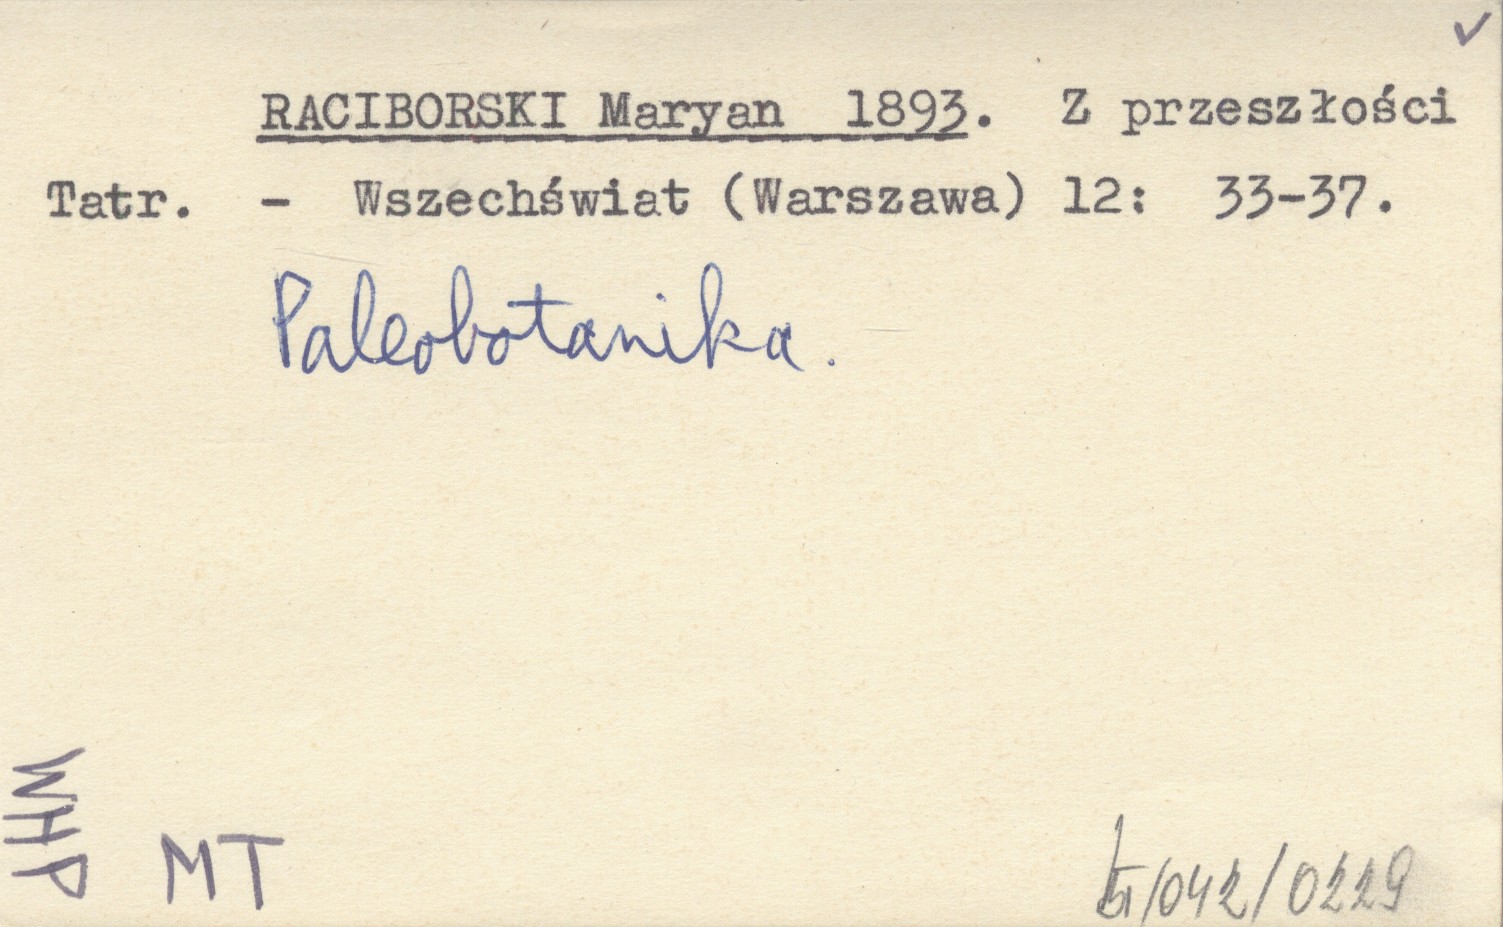 ✓
RACIBORSKI Maryan 1893. Z przeszłości
Tatr. - Wszechświat (Warszawa) 12: 33-37.
Paleobotanika.
WHP
MT
/042/0229